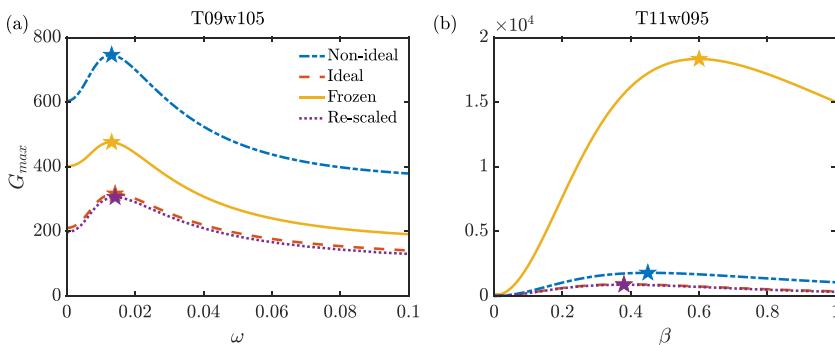 (a)
T09w105
800
600
400
200
0
G_max
0 0.02 0.04 0.06 0.08 0.1
ω
Non-ideal
Ideal
Frozen
Re-scaled
(b)
T11w095
2 ×10⁴
1.5
1
0.5
0
0 0.2 0.4 0.6 0.8 1
β